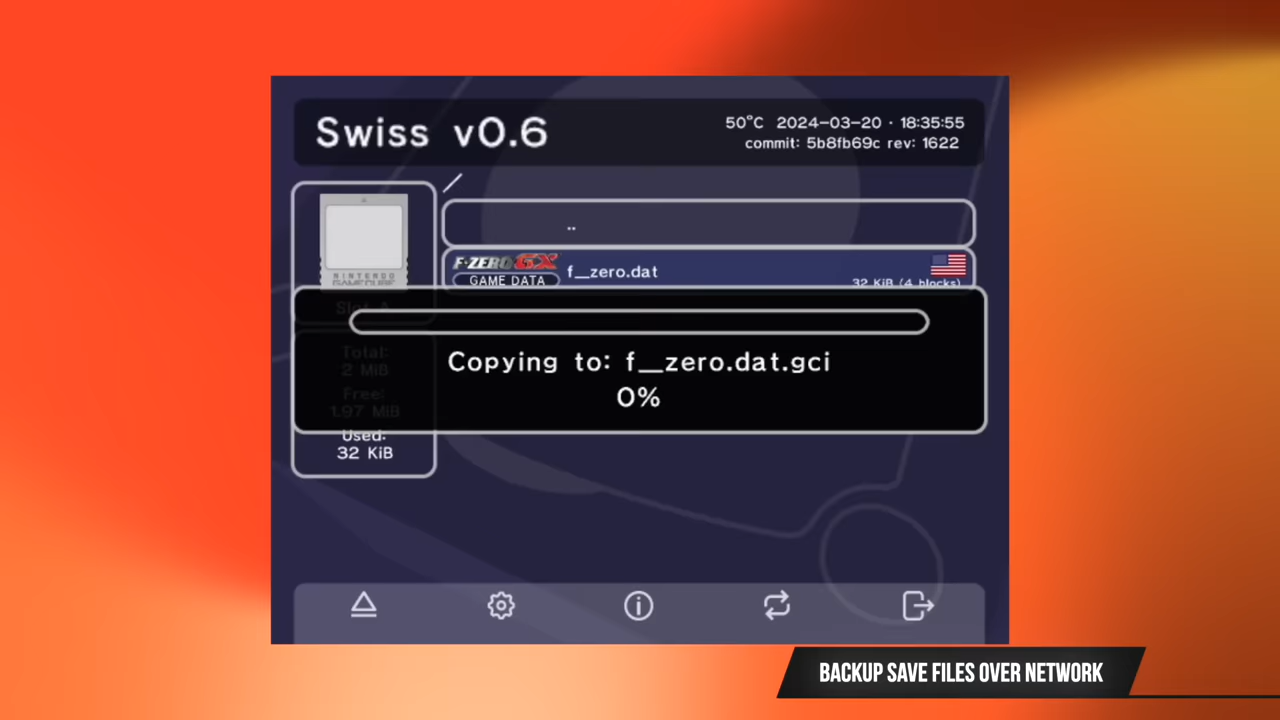 Swiss v0.6
50°C 2024-03-20 · 18:35:55
commit: 5b8fb69c rev: 1622
/
..
NINTENDO
GAMECUBE
F-ZERO GX
GAME DATA
f_zero.dat
32 KiB (4 blocks)
Slot A
Copying to: f_zero.dat.gci
0%
Total:
2 MiB
Free:
1.97 MiB
Used:
32 KiB
BACKUP SAVE FILES OVER NETWORK